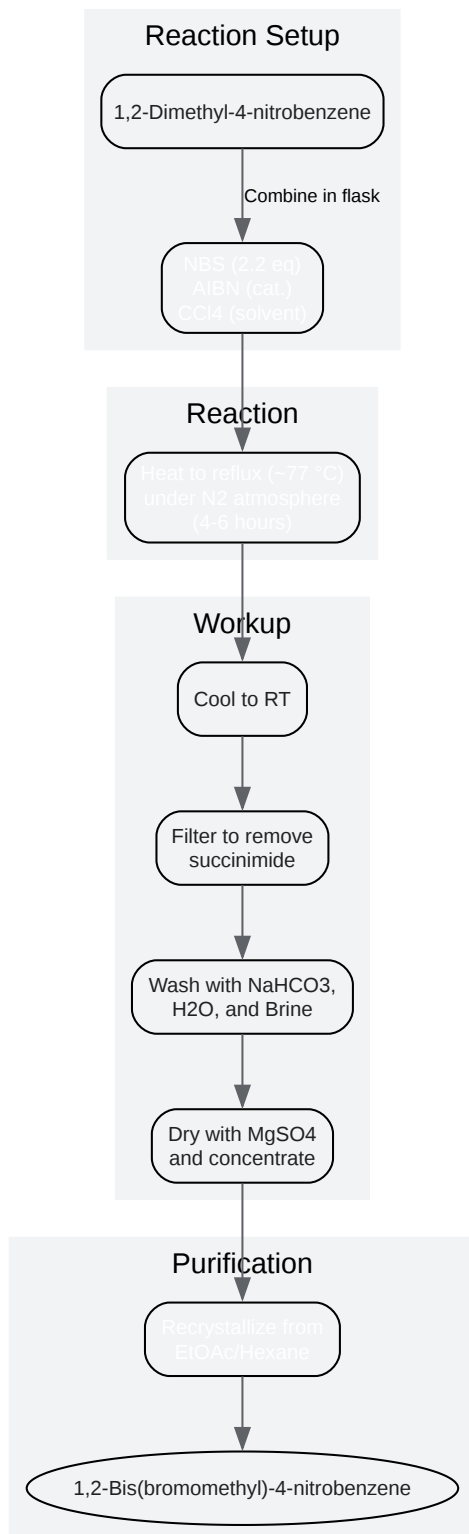 Reaction Setup
1,2-Dimethyl-4-nitrobenzene
Combine in flask
NBS (2.2 eq)
AIBN (cat.)
CCl4 (solvent)
Reaction
Heat to reflux (~77 °C)
under N2 atmosphere
(4-6 hours)
Workup
Cool to RT
Filter to remove
succinimide
Wash with NaHCO3,
H2O, and Brine
Dry with MgSO4
and concentrate
Purification
Recrystallize from
EtOAc/Hexane
1,2-Bis(bromomethyl)-4-nitrobenzene